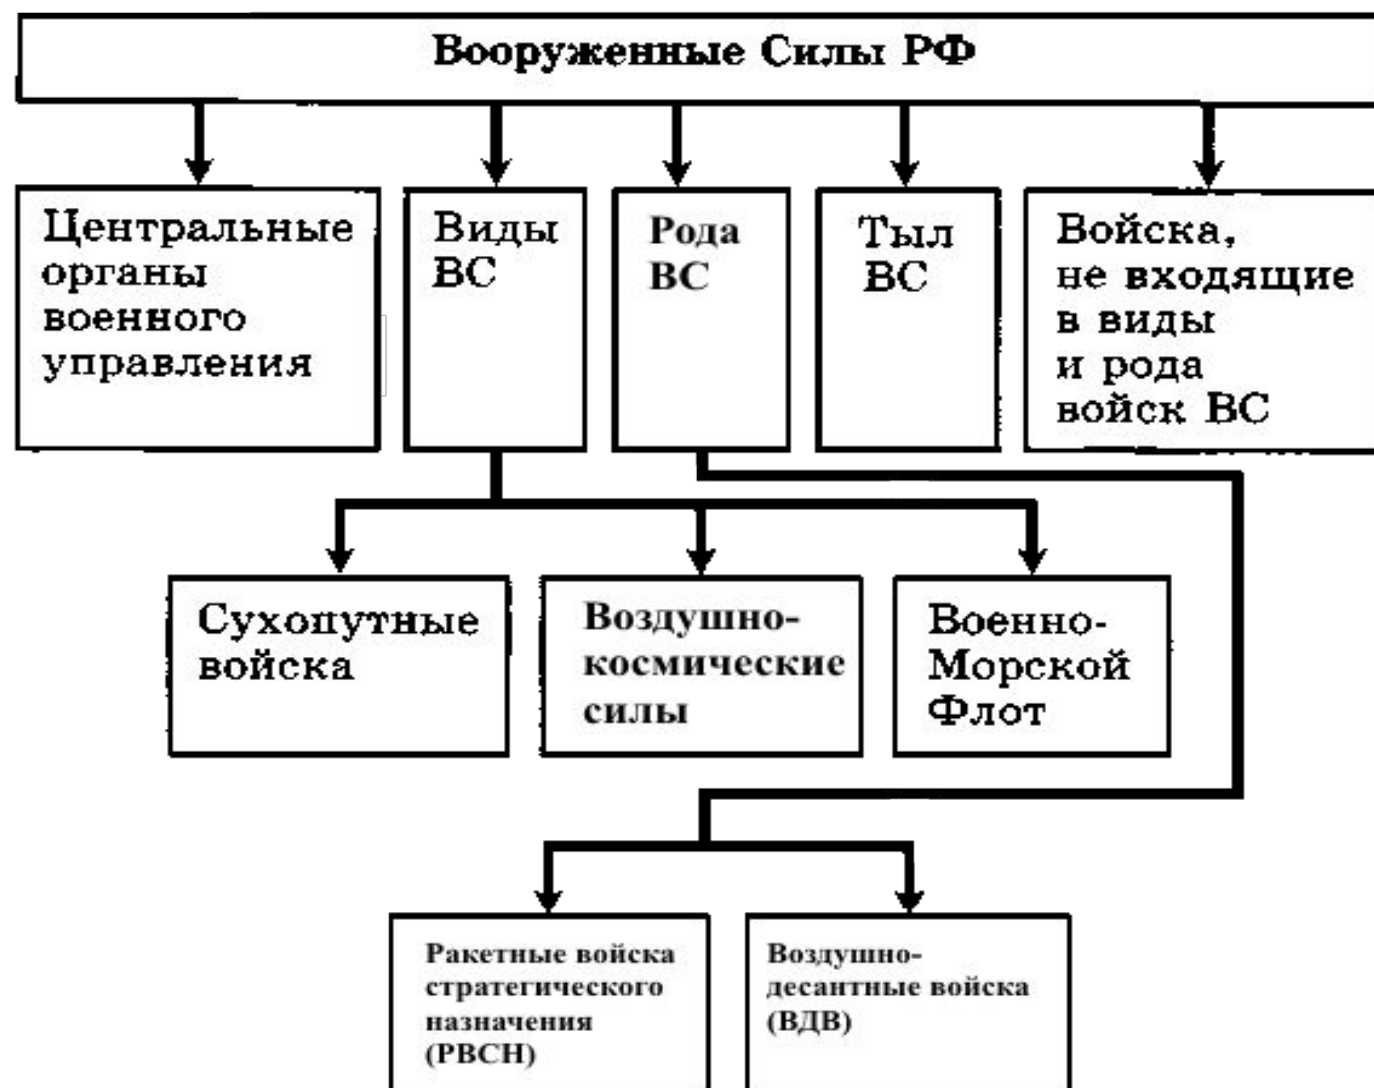 Вооруженные Силы РФ
Центральные
органы
военного
управления
Виды
ВС
Рода
ВС
Тыл
ВС
Войска,
не входящие
в виды
и рода
войск ВС
Сухопутные
войска
Воздушно-
космические
силы
Военно-
Морской
Флот
Ракетные войска
стратегического
назначения
(РВСН)
Воздушно-
десантные войска
(ВДВ)